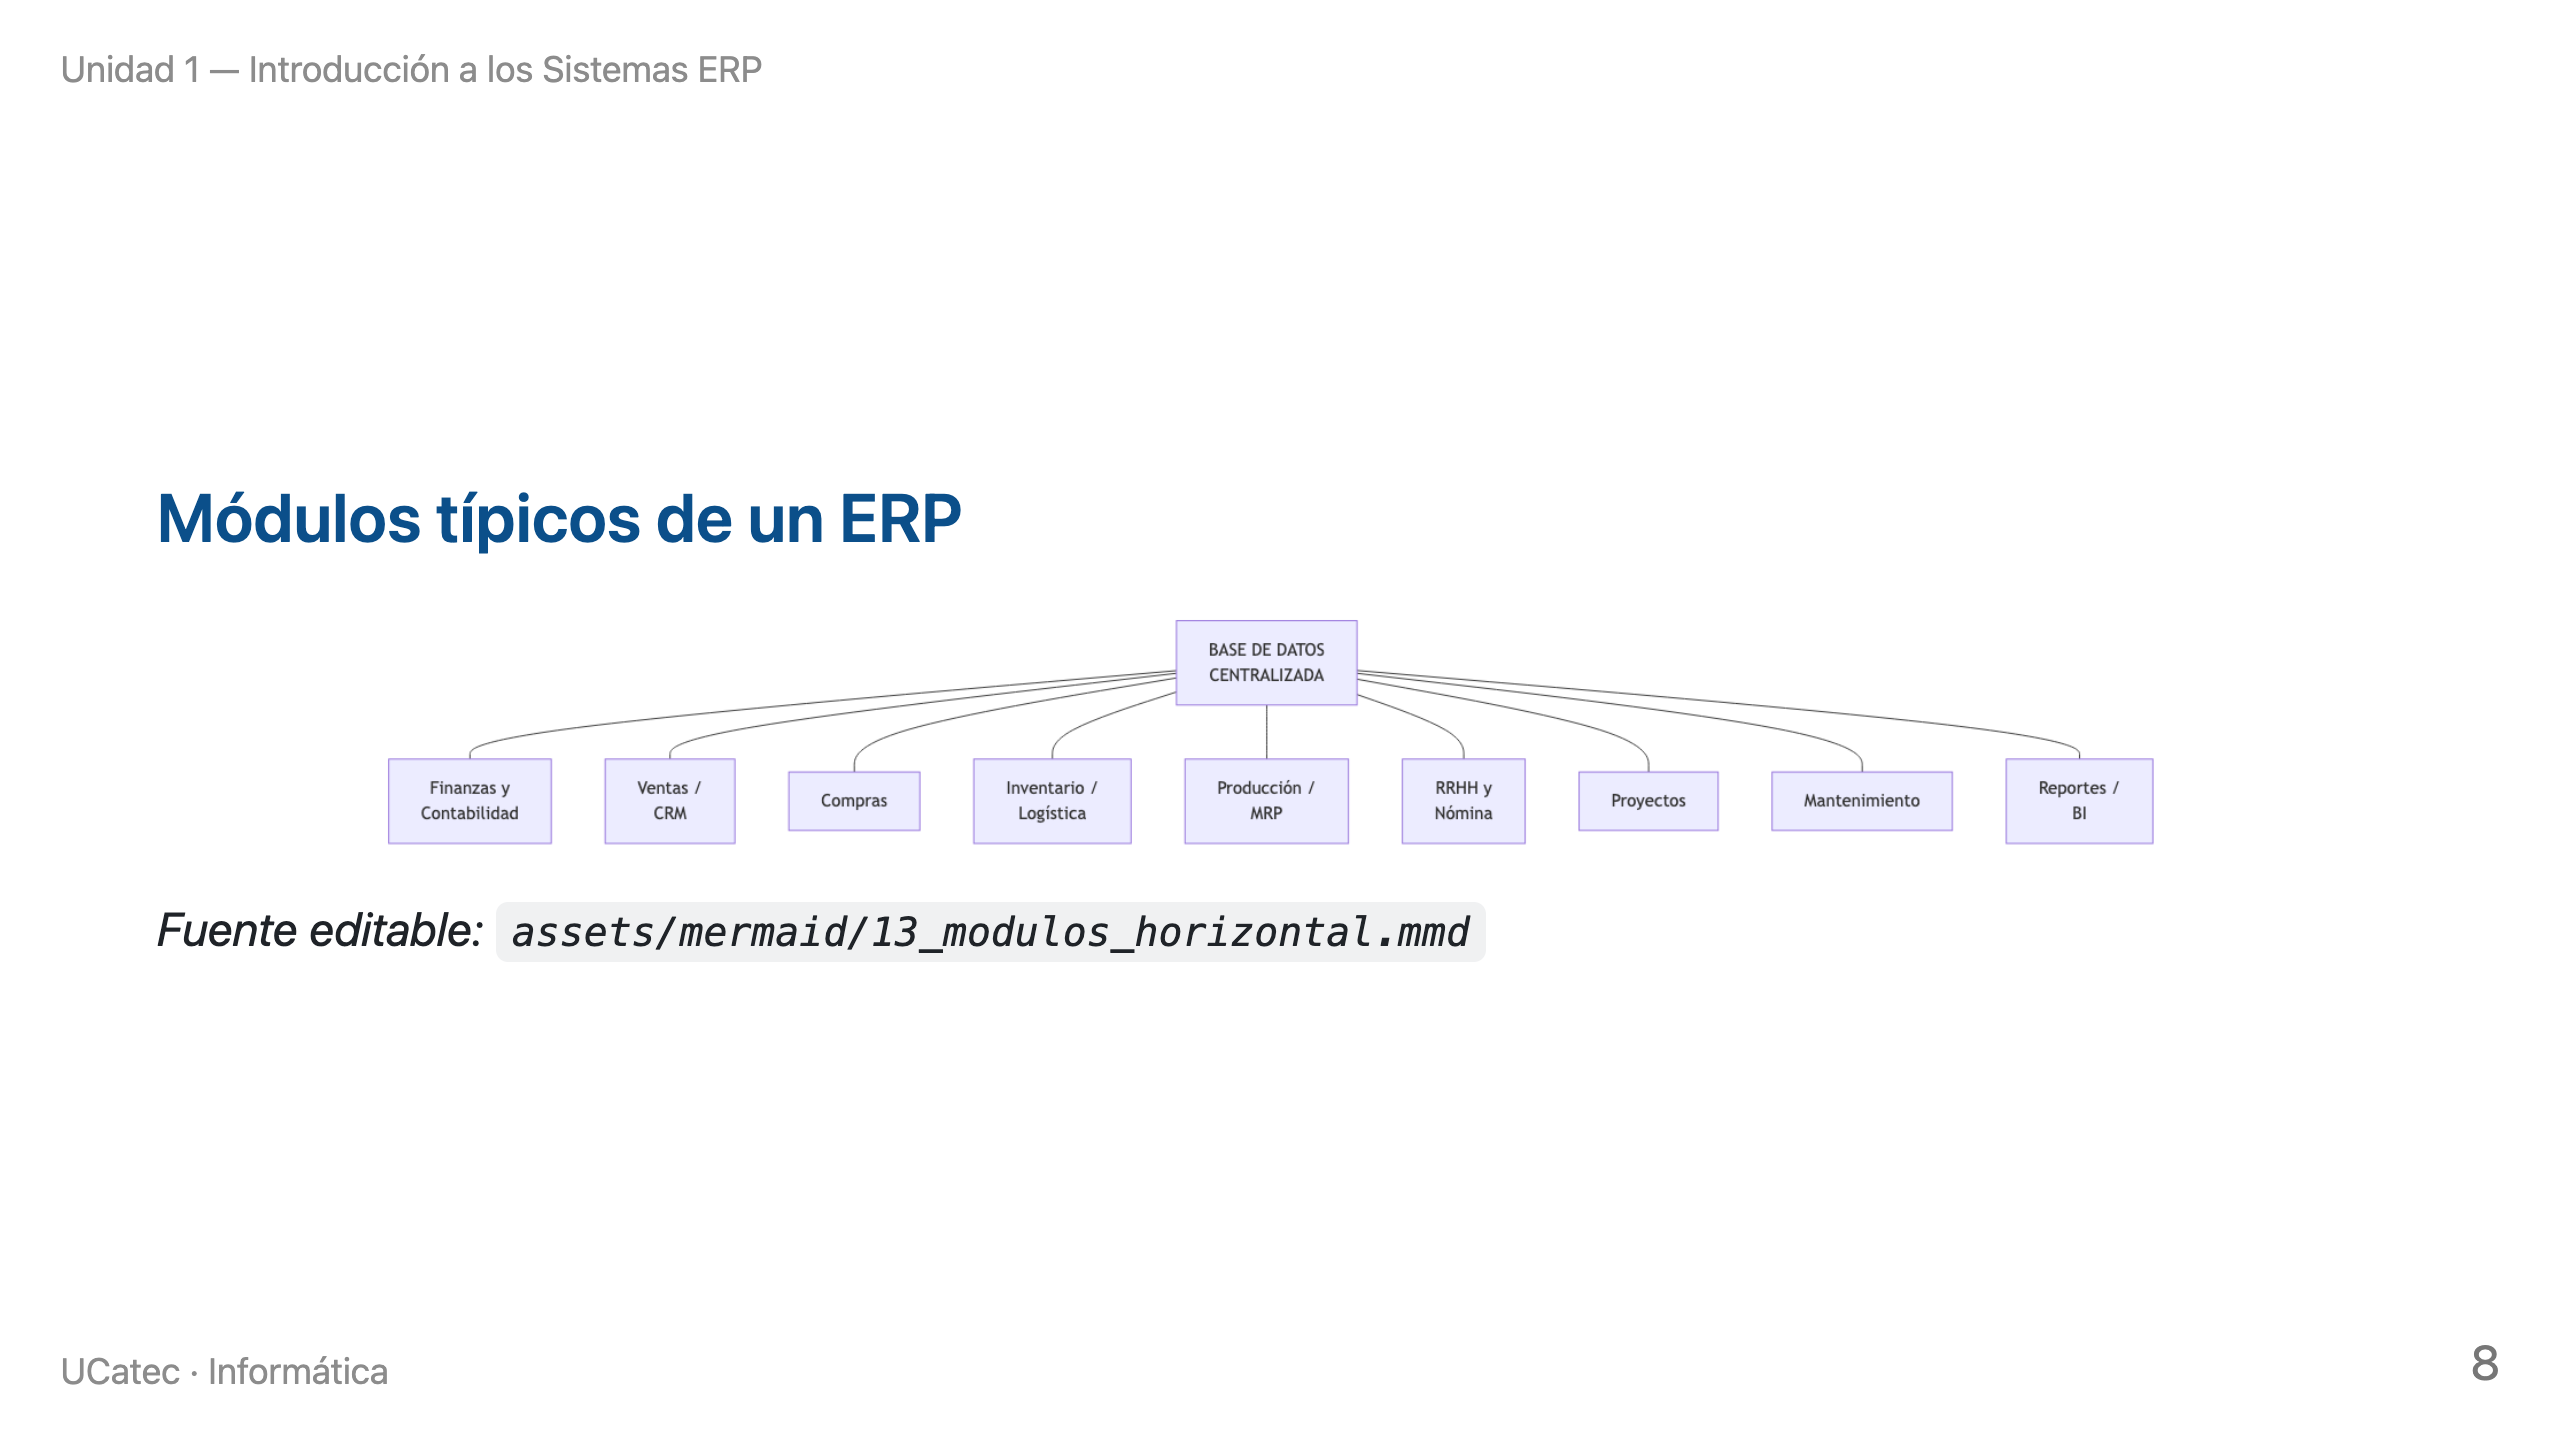 Unidad 1 — Introducción a los Sistemas ERP
Módulos típicos de un ERP
BASE DE DATOS
CENTRALIZADA
Finanzas y
Contabilidad
Ventas /
CRM
Compras
Inventario /
Logística
Producción /
MRP
RRHH y
Nómina
Proyectos
Mantenimiento
Reportes /
BI
Fuente editable: assets/mermaid/13_modulos_horizontal.mmd
UCatec · Informática
8